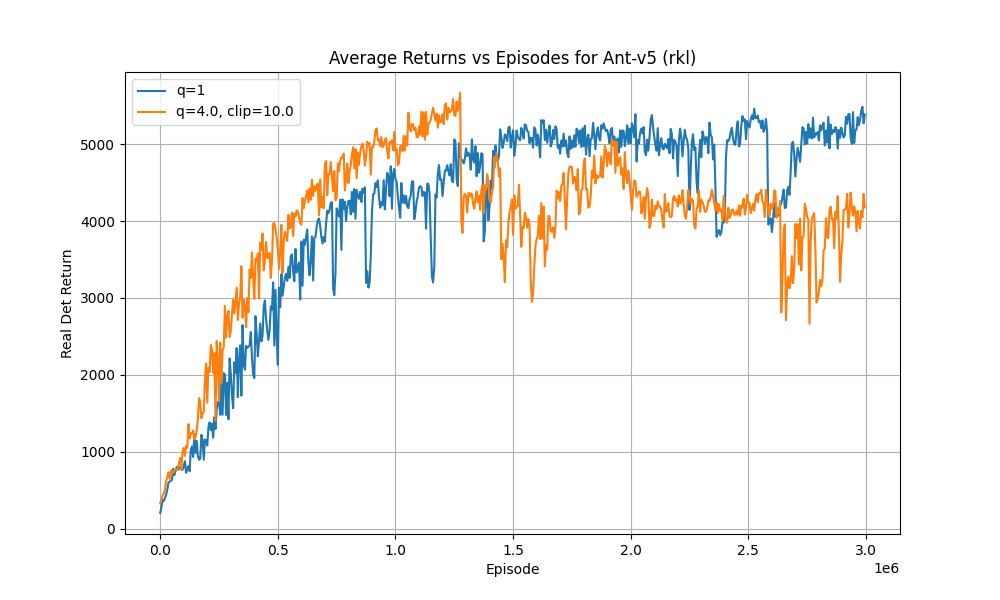 Average Returns vs Episodes for Ant-v5 (rkl)
q=1
q=4.0, clip=10.0
Real Det Return
5000
4000
3000
2000
1000
0
0.0 0.5 1.0 1.5 2.0 2.5 3.0
1e6
Episode